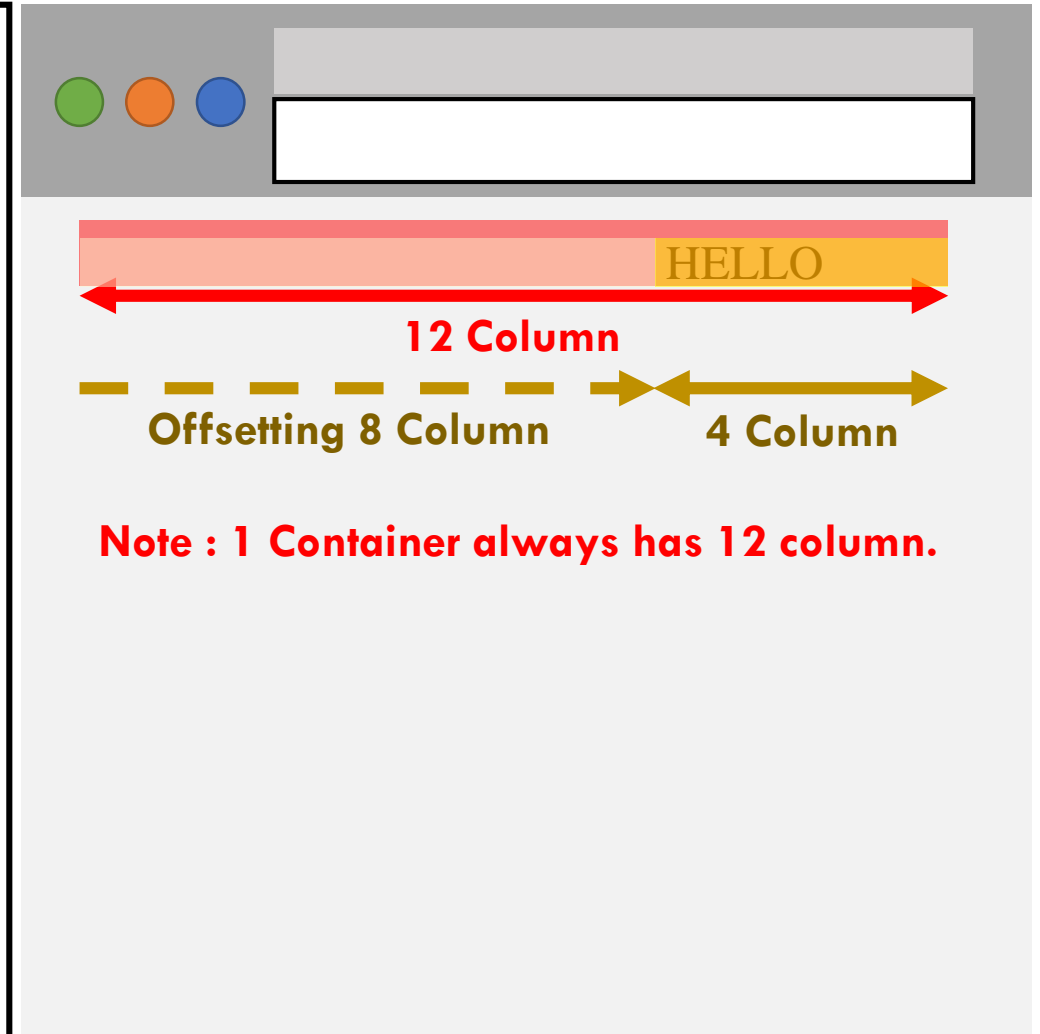 HELLO
12 Column
Offsetting 8 Column
4 Column
Note : 1 Container always has 12 column.